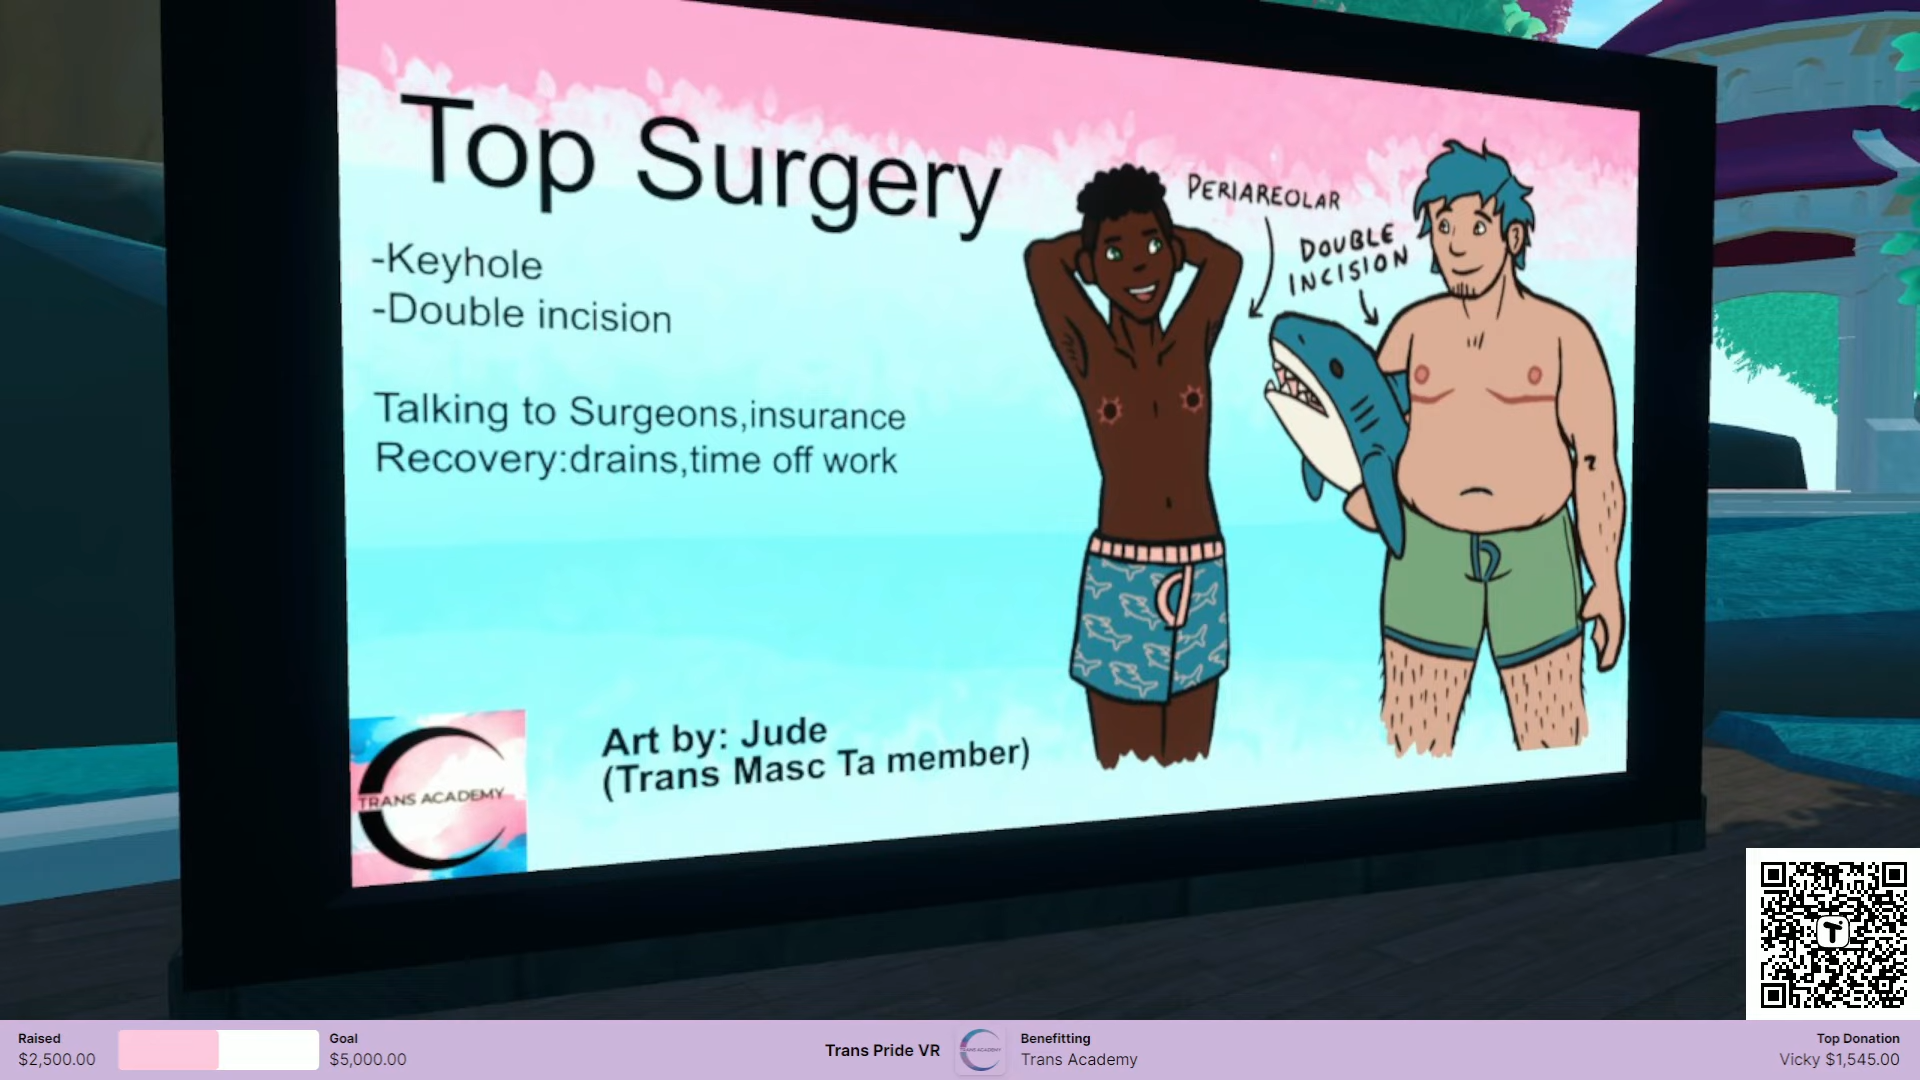 Top Surgery
-Keyhole
-Double incision
Talking to Surgeons,insurance
Recovery:drains,time off work
PERIAREOLAR
DOUBLE
INCISION
Art by: Jude
(Trans Masc Ta member)
TRANS ACADEMY
T
Raised
$2,500.00
Goal
$5,000.00
Trans Pride VR
TRANS ACADEMY
Benefitting
Trans Academy
Top Donation
Vicky $1,545.00